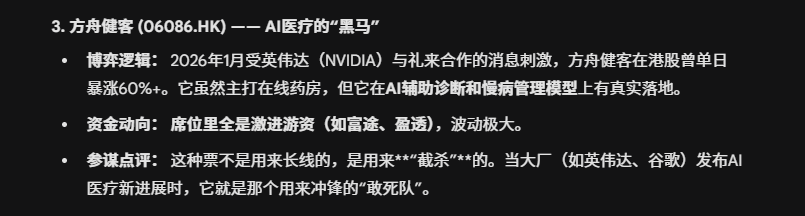 3. 方舟健客 (06086.HK) —— AI医疗的“黑马”
• 博弈逻辑： 2026年1月受英伟达（NVIDIA）与礼来合作的消息刺激，方舟健客在港股曾单日
暴涨60%+。它虽然主打在线药房，但它在AI辅助诊断和慢病管理模型上有真实落地。
• 资金动向： 席位里全是激进游资（如富途、盈透），波动极大。
• 参谋点评： 这种票不是用来长线的，是用来**“截杀”**的。当大厂（如英伟达、谷歌）发布AI
医疗新进展时，它就是那个用来冲锋的“敢死队”。